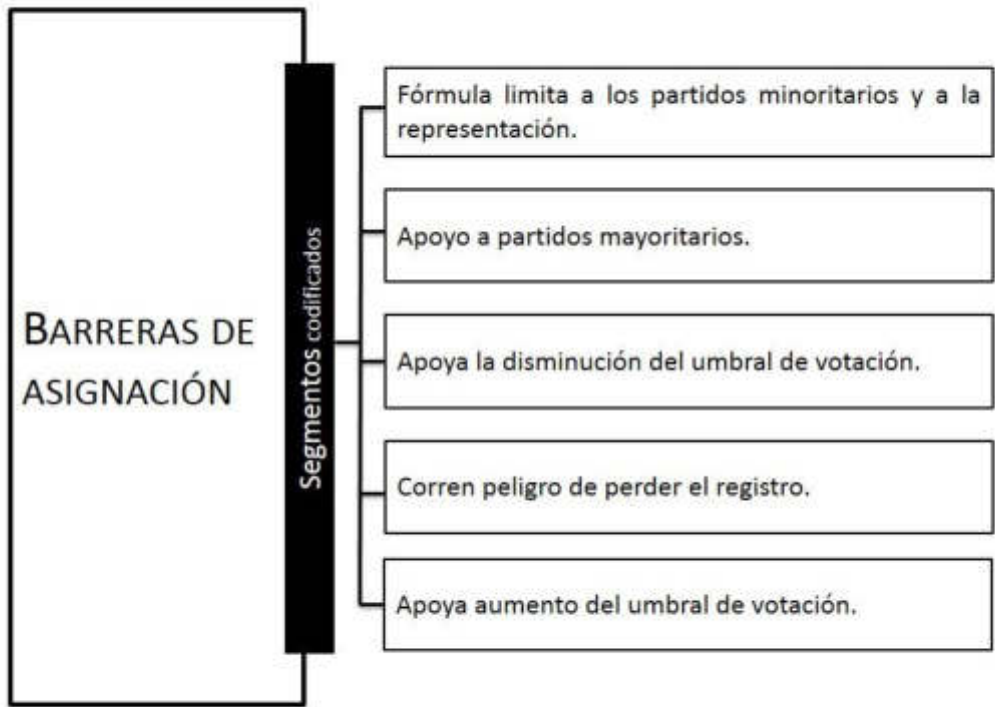 BARRERAS DE
ASIGNACIÓN
Segmentos codificados
Fórmula limita a los partidos minoritarios y a la
representación.
Apoyo a partidos mayoritarios.
Apoya la disminución del umbral de votación.
Corren peligro de perder el registro.
Apoya aumento del umbral de votación.